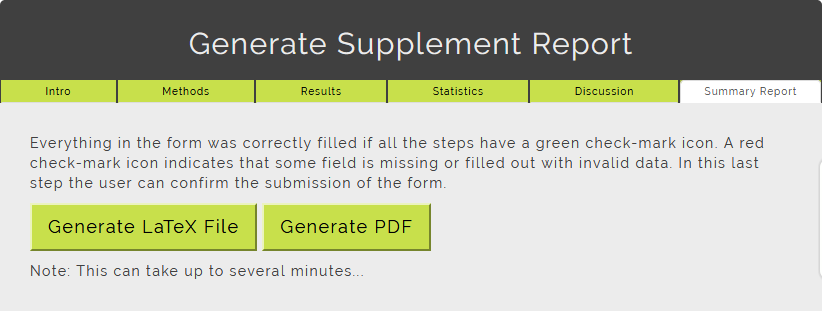 Generate Supplement Report
Intro
Methods
Results
Statistics
Discussion
Summary Report
Everything in the form was correctly filled if all the steps have a green check-mark icon. A red
check-mark icon indicates that some field is missing or filled out with invalid data. In this last
step the user can confirm the submission of the form.
Generate LaTeX File
Generate PDF
Note: This can take up to several minutes...